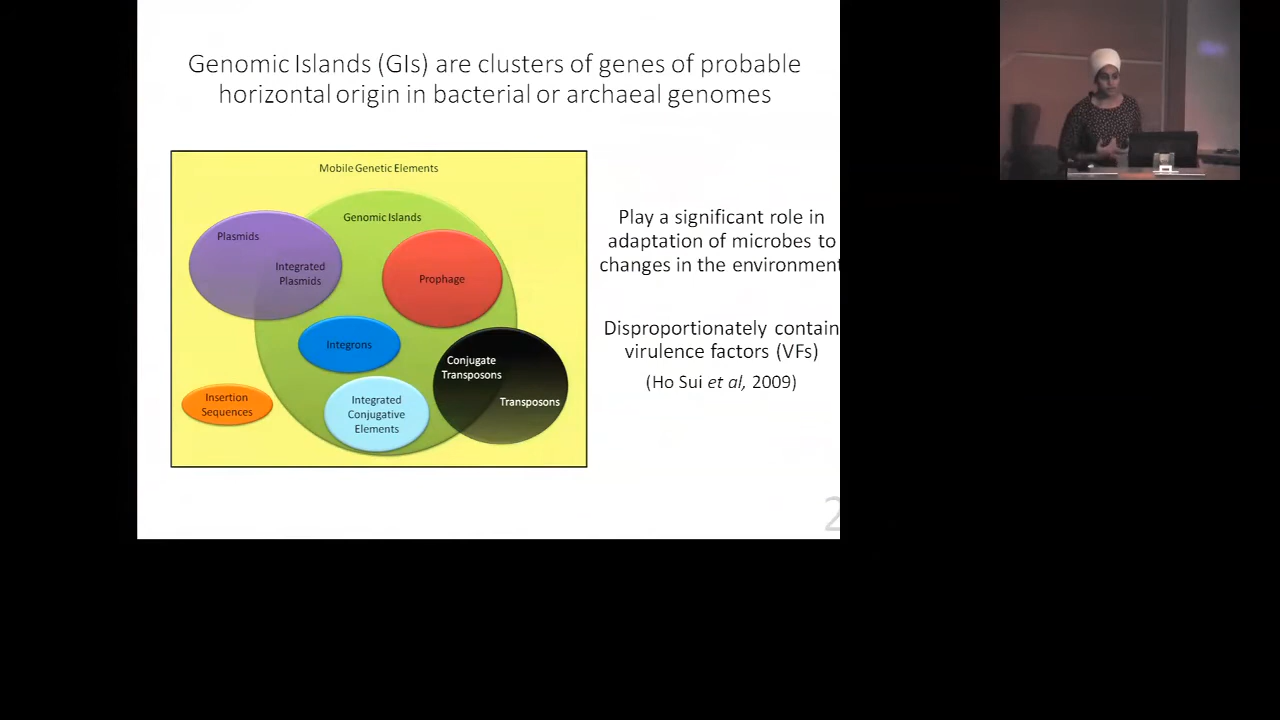 Genomic Islands (GIs) are clusters of genes of probable
horizontal origin in bacterial or archaeal genomes
Mobile Genetic Elements
Genomic Islands
Plasmids
Integrated
Plasmids
Prophage
Integrons
Conjugate
Transposons
Transposons
Insertion
Sequences
Integrated
Conjugative
Elements
Play a significant role in
adaptation of microbes to
changes in the environment
Disproportionately contain
virulence factors (VFs)
(Ho Sui et al, 2009)
2